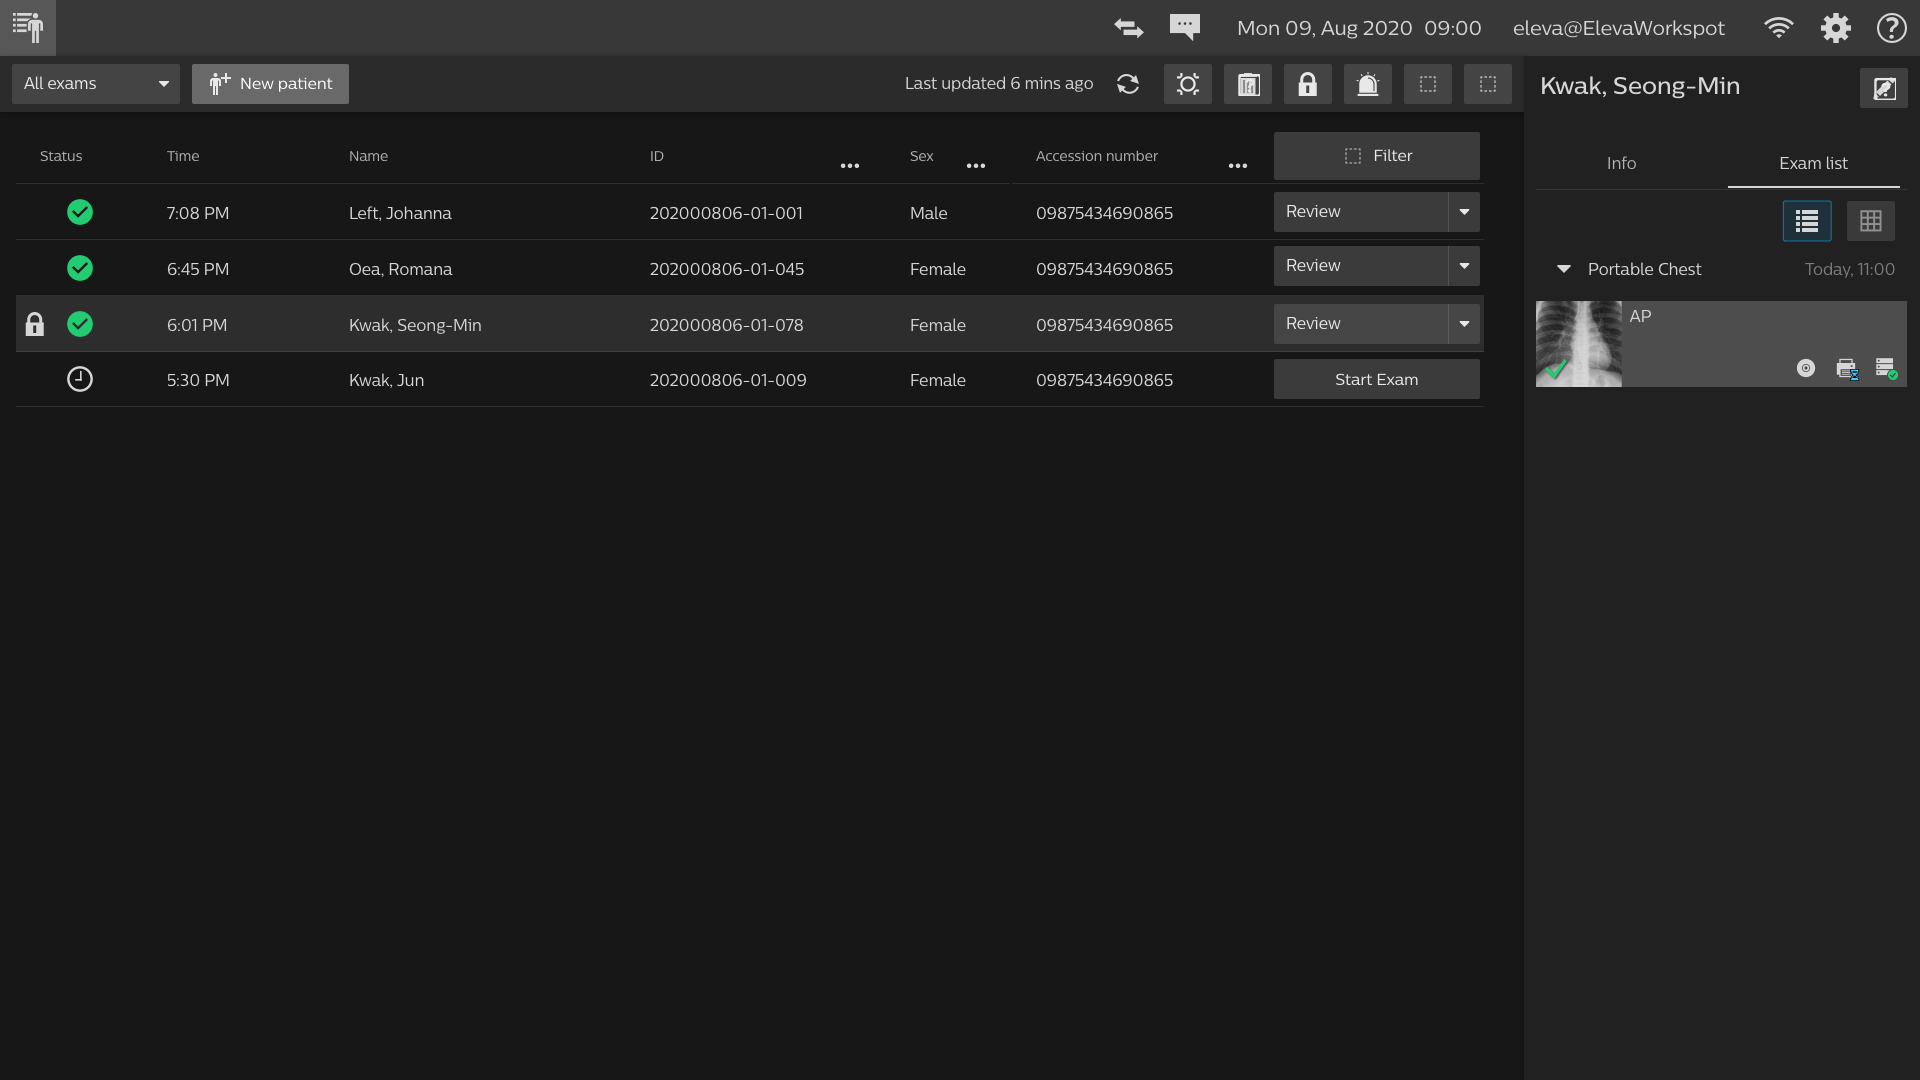 Mon 09, Aug 2020 09:00 eleva@ElevaWorkspot
All exams New patient Last updated 6 mins ago
Status Time Name ID Sex Accession number Filter
7:08 PM Left, Johanna 202000806-01-001 Male 09875434690865 Review
6:45 PM Oea, Romana 202000806-01-045 Female 09875434690865 Review
6:01 PM Kwak, Seong-Min 202000806-01-078 Female 09875434690865 Review
5:30 PM Kwak, Jun 202000806-01-009 Female 09875434690865 Start Exam
Kwak, Seong-Min
Info Exam list
Portable Chest Today, 11:00
AP